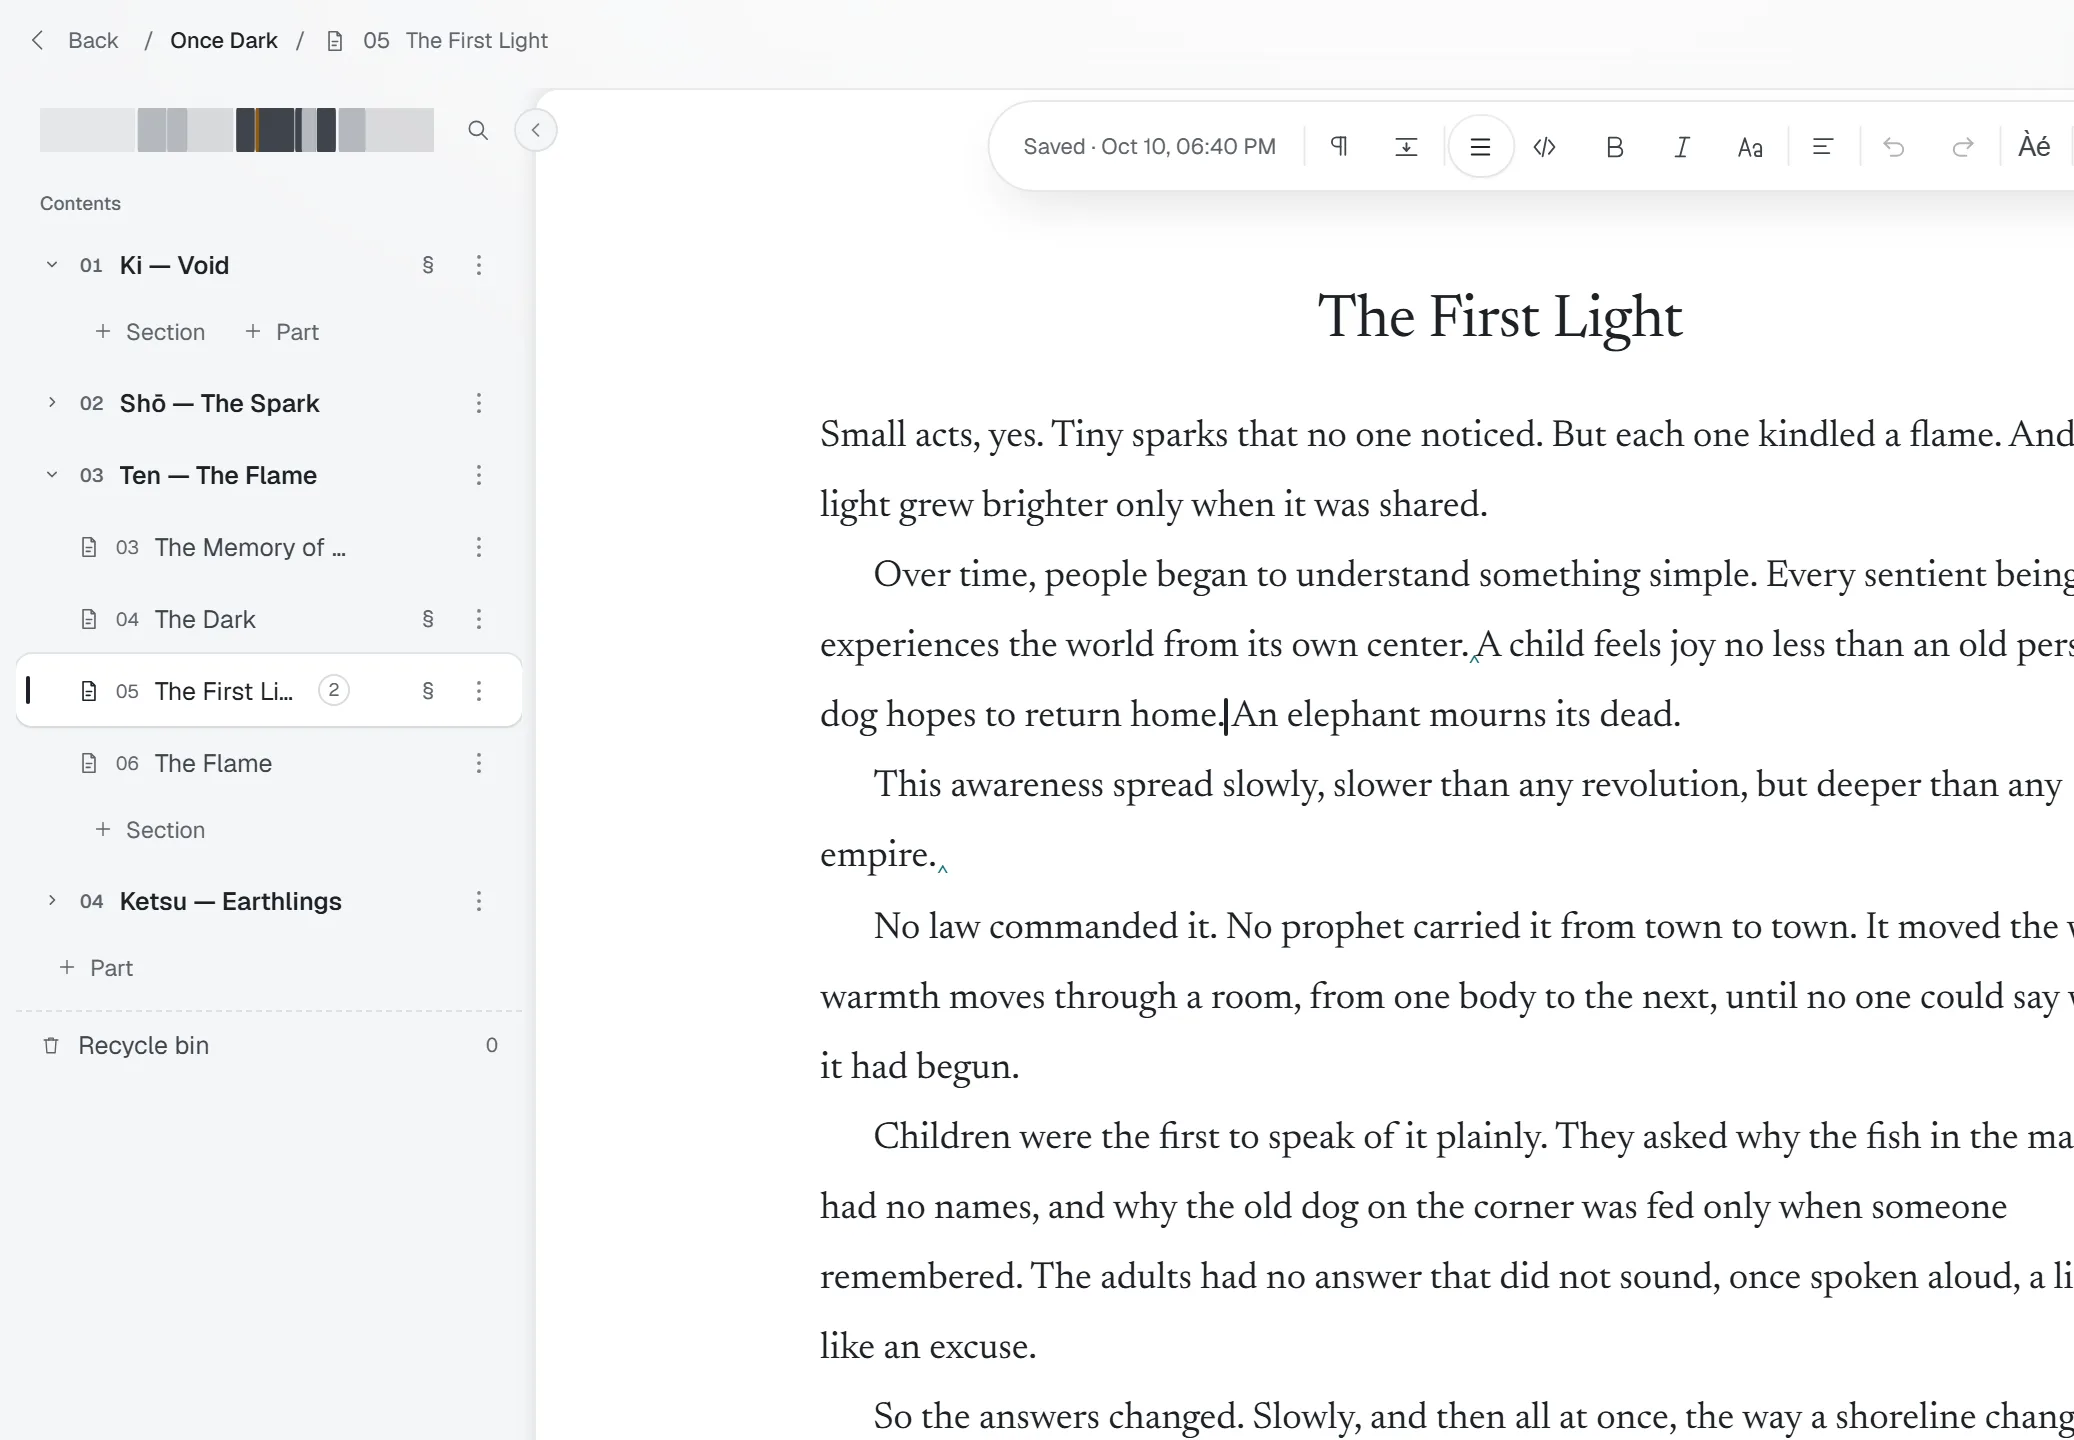 Back / Once Dark / 05 The First Light
Saved · Oct 10, 06:40 PM
Aa
Àé
Contents
01 Ki — Void §
+ Section + Part
02 Shō — The Spark
03 Ten — The Flame
03 The Memory of ...
04 The Dark §
05 The First Li... 2 §
06 The Flame
+ Section
04 Ketsu — Earthlings
+ Part
Recycle bin 0
The First Light
Small acts, yes. Tiny sparks that no one noticed. But each one kindled a flame. And
light grew brighter only when it was shared.
Over time, people began to understand something simple. Every sentient being
experiences the world from its own center.‸A child feels joy no less than an old pers
dog hopes to return home. An elephant mourns its dead.
This awareness spread slowly, slower than any revolution, but deeper than any
empire.‸
No law commanded it. No prophet carried it from town to town. It moved the
warmth moves through a room, from one body to the next, until no one could say
it had begun.
Children were the first to speak of it plainly. They asked why the fish in the ma
had no names, and why the old dog on the corner was fed only when someone
remembered. The adults had no answer that did not sound, once spoken aloud, a li
like an excuse.
So the answers changed. Slowly, and then all at once, the way a shoreline chang